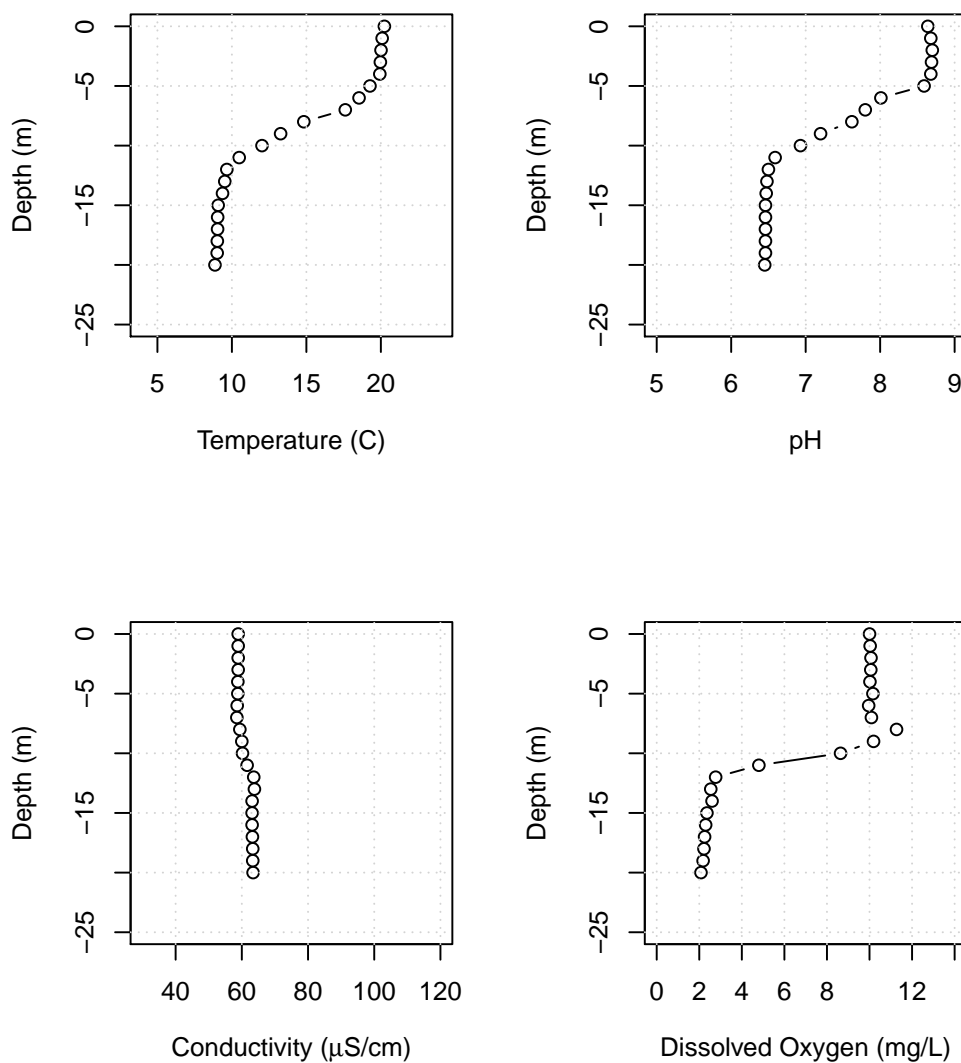 0
−5
−15
−25
Depth (m)
5 10 15 20
Temperature (C)
0
−5
−15
−25
Depth (m)
5 6 7 8 9
pH
0
−5
−15
−25
Depth (m)
40 60 80 100 120
Conductivity (μS/cm)
0
−5
−15
−25
Depth (m)
0 2 4 6 8 12
Dissolved Oxygen (mg/L)